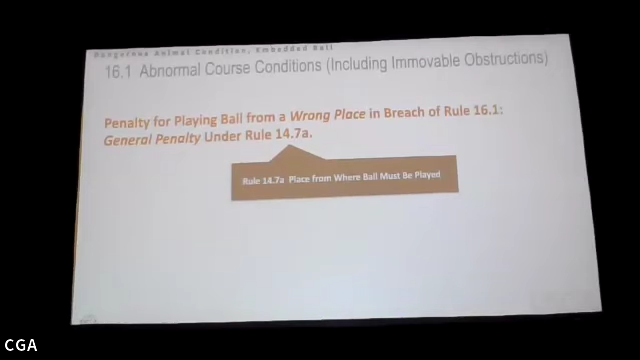 Dangerous Animal Condition, Embedded Ball
16.1 Abnormal Course Conditions (Including Immovable Obstructions)
Penalty for Playing Ball from a Wrong Place in Breach of Rule 16.1:
General Penalty Under Rule 14.7a.
Rule 14.7a Place from Where Ball Must Be Played
CGA